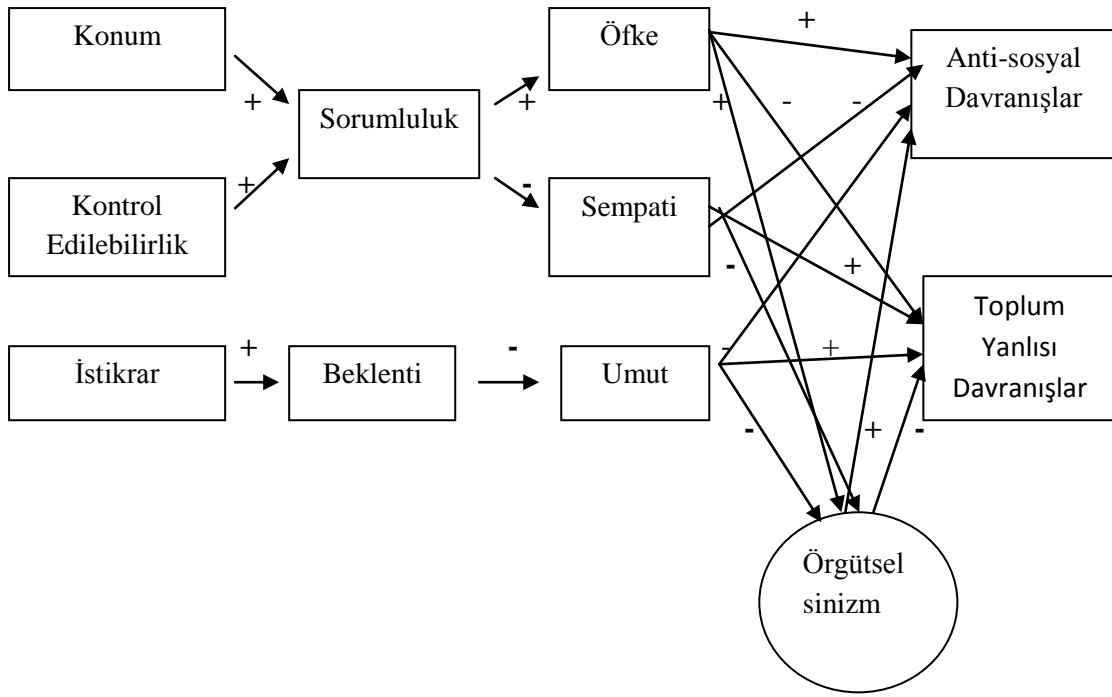 Konum
Öfke
+
Anti-sosyal
Davranışlar
+
Sorumluluk
+
+
-
-
+
-
Kontrol
Edilebilirlik
Sempati
-
+
Toplum
Yanlısı
Davranışlar
İstikrar
+
Beklenti
-
Umut
-
+
-
+
-
Örgütsel
sinizm